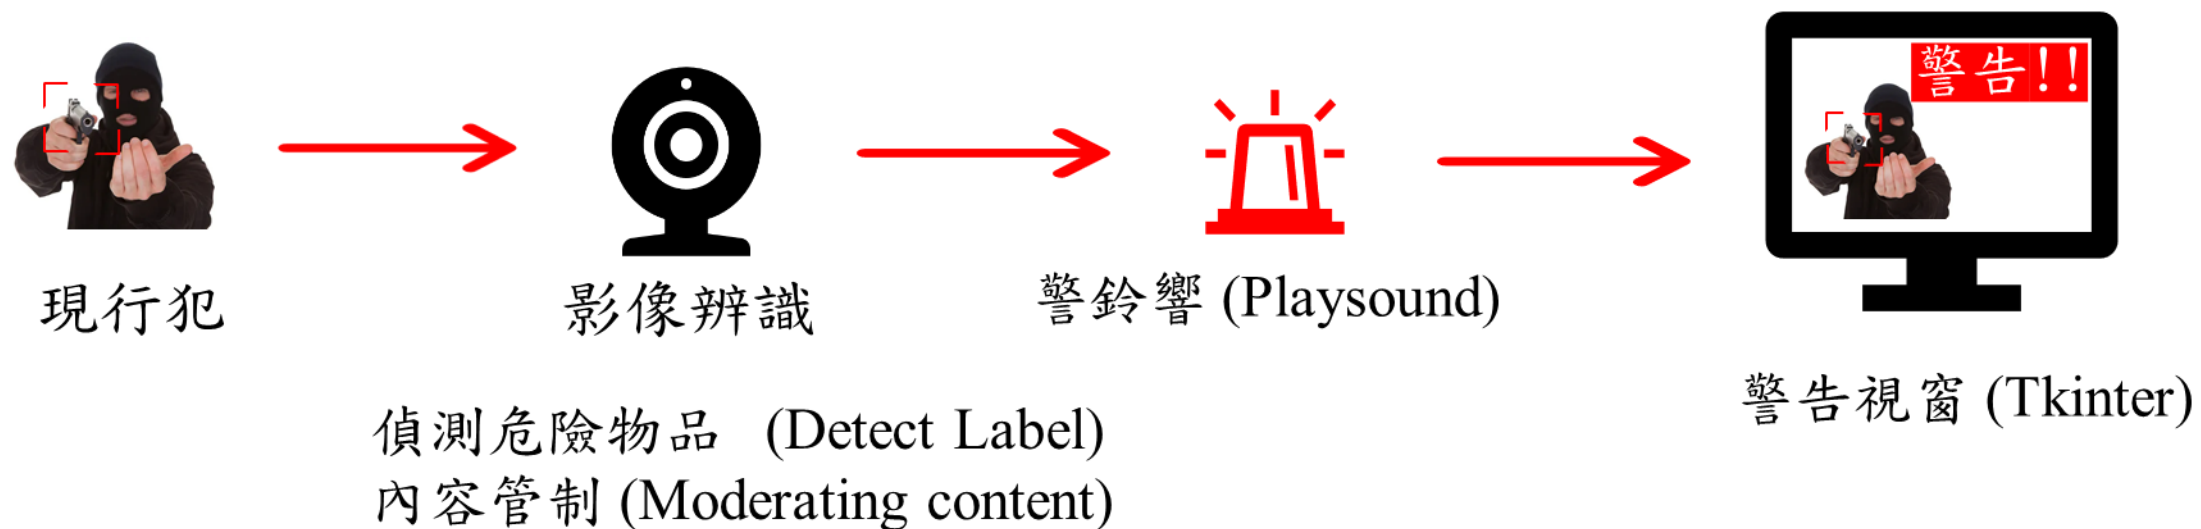 警告!!
現行犯
影像辨識
警鈴響 (Playsound)
警告視窗 (Tkinter)
偵測危險物品 (Detect Label)
內容管制 (Moderating content)